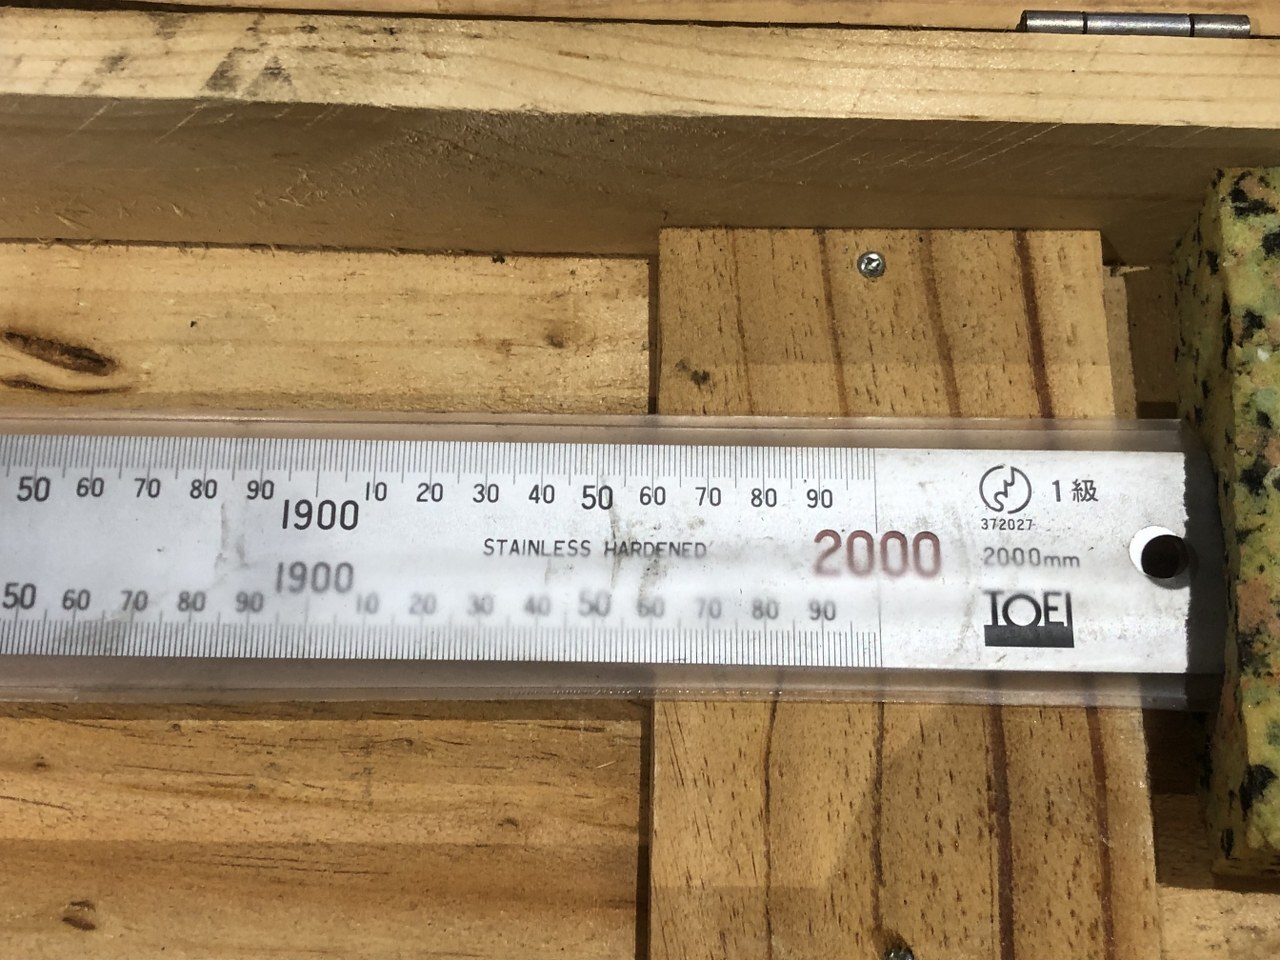 50 60 70 80 90 1900 10 20 30 40 50 60 70 80 90 2000
STAINLESS HARDENED
50 60 70 80 90 1900 10 20 30 40 50 60 70 80 90
1級
372027
2000mm
TOEI